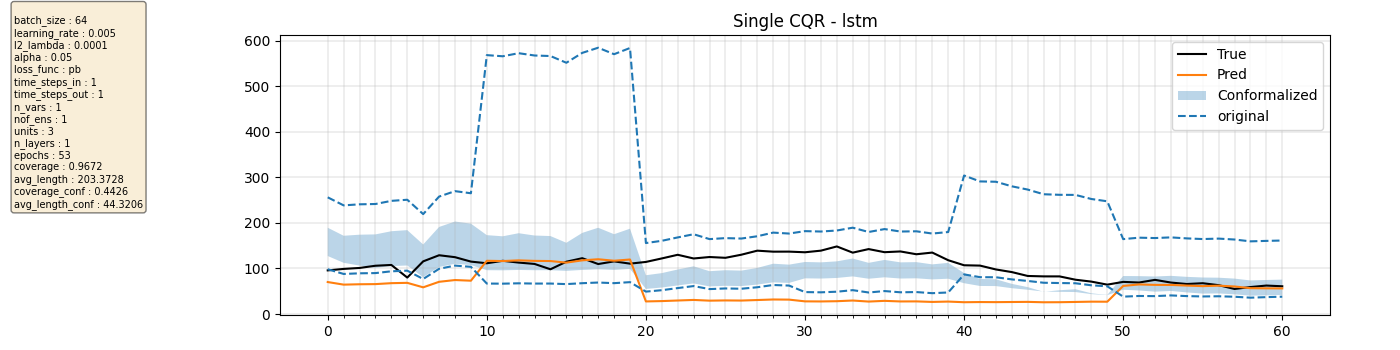 batch_size : 64
learning_rate : 0.005
l2_lambda : 0.0001
alpha : 0.05
loss_func : pb
time_steps_in : 1
time_steps_out : 1
n_vars : 1
nof_ens : 1
units : 3
n_layers : 1
epochs : 53
coverage : 0.9672
avg_length : 203.3728
coverage_conf : 0.4426
avg_length_conf : 44.3206
Single CQR - lstm
600
500
400
300
200
100
0
True
Pred
Conformalized
original
0 10 20 30 40 50 60